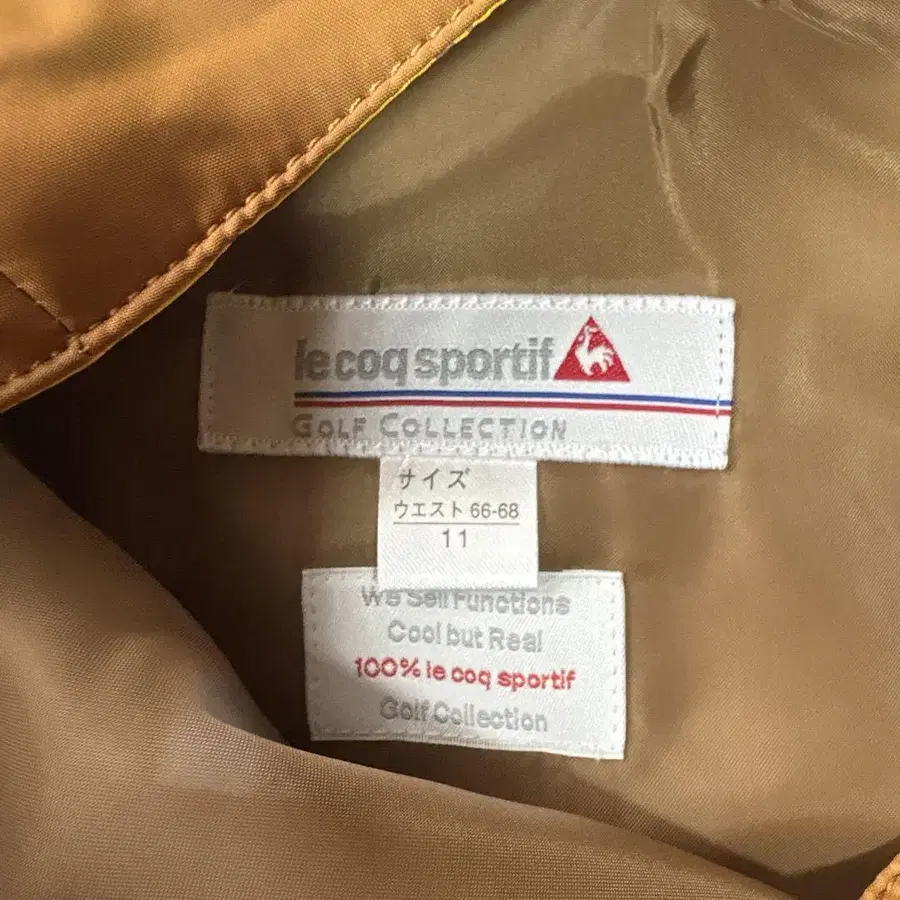 le coq sportif
GOLF COLLECTION
サイズ
ウエスト 66-68
11
We Sell Functions
Cool but Real
100% le coq sportif
Golf Collection